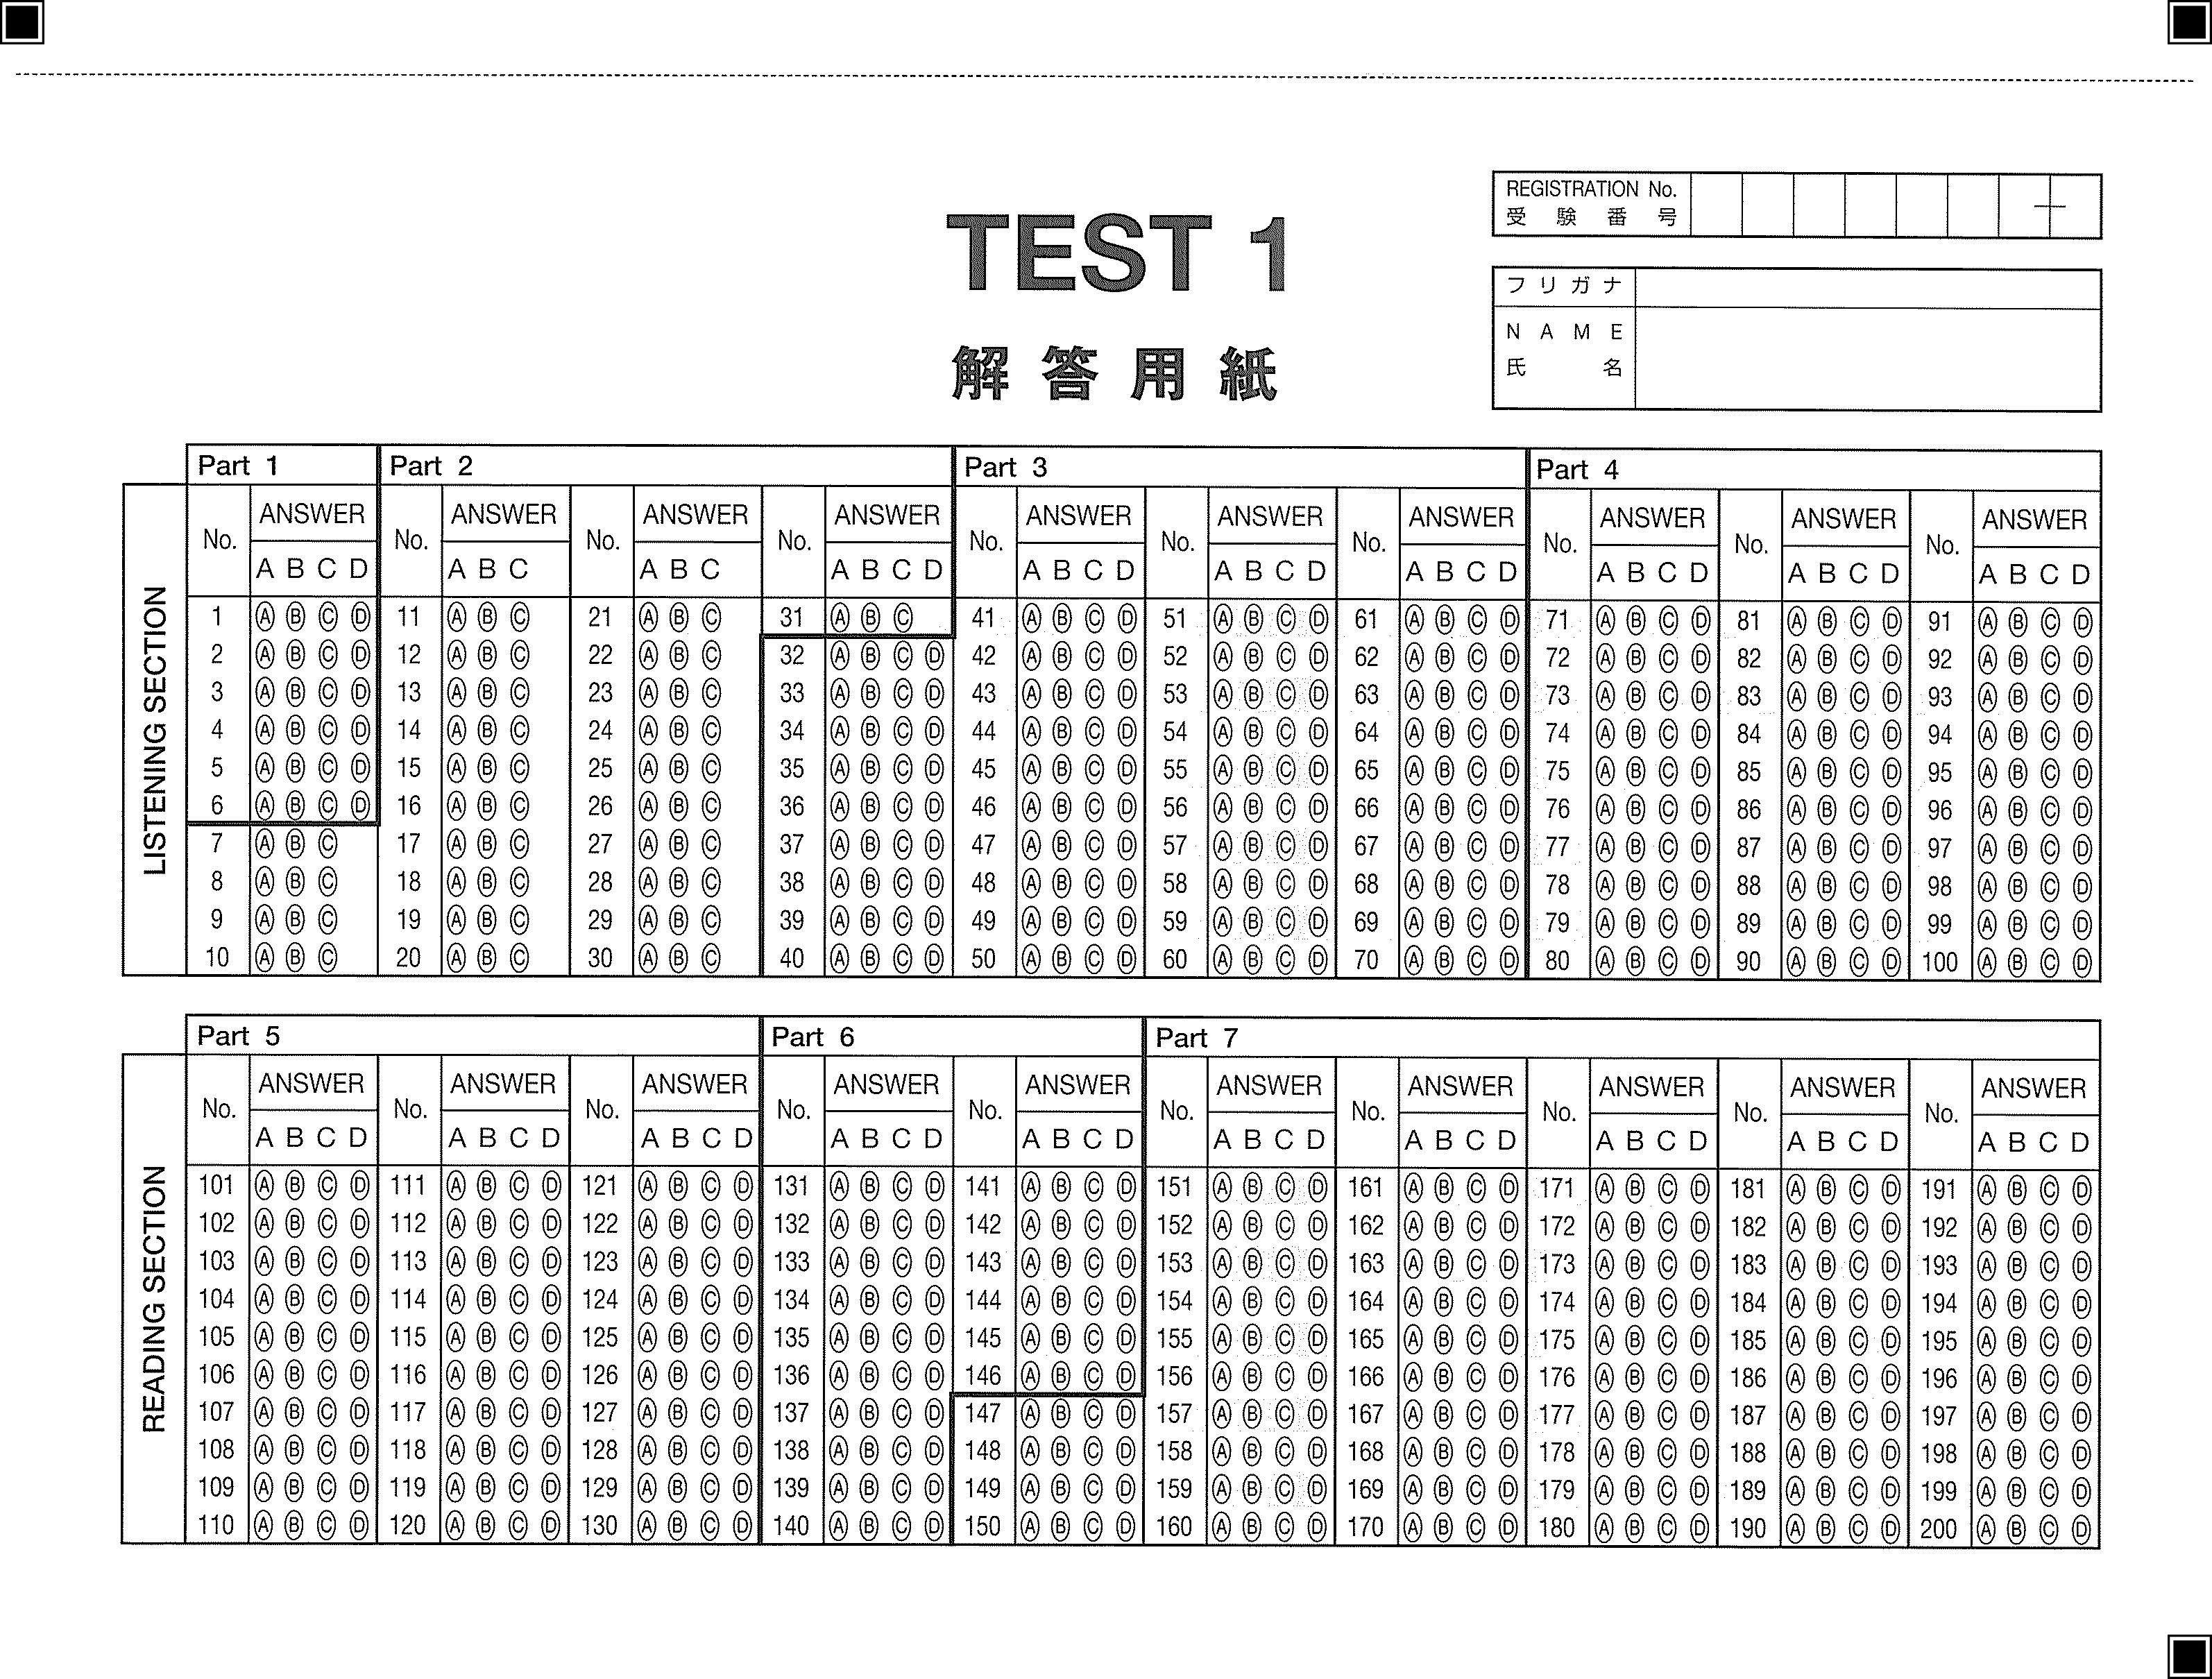 TEST 1
解答用紙
REGISTRATION No.
受験番号
フリガナ
NAME
氏名
LISTENING SECTION
Part 1 Part 2 Part 3 Part 4
No. ANSWER No. ANSWER No. ANSWER No. ANSWER No. ANSWER No. ANSWER No. ANSWER No. ANSWER No. ANSWER No. ANSWER
A B C D A B C A B C A B C D A B C D A B C D A B C D A B C D A B C D A B C D
1 A B C D 11 A B C 21 A B C 31 A B C 41 A B C D 51 A B C D 61 A B C D 71 A B C D 81 A B C D 91 A B C D
2 A B C D 12 A B C 22 A B C 32 A B C D 42 A B C D 52 A B C D 62 A B C D 72 A B C D 82 A B C D 92 A B C D
3 A B C D 13 A B C 23 A B C 33 A B C D 43 A B C D 53 A B C D 63 A B C D 73 A B C D 83 A B C D 93 A B C D
4 A B C D 14 A B C 24 A B C 34 A B C D 44 A B C D 54 A B C D 64 A B C D 74 A B C D 84 A B C D 94 A B C D
5 A B C D 15 A B C 25 A B C 35 A B C D 45 A B C D 55 A B C D 65 A B C D 75 A B C D 85 A B C D 95 A B C D
6 A B C D 16 A B C 26 A B C 36 A B C D 46 A B C D 56 A B C D 66 A B C D 76 A B C D 86 A B C D 96 A B C D
7 A B C 17 A B C 27 A B C 37 A B C D 47 A B C D 57 A B C D 67 A B C D 77 A B C D 87 A B C D 97 A B C D
8 A B C 18 A B C 28 A B C 38 A B C D 48 A B C D 58 A B C D 68 A B C D 78 A B C D 88 A B C D 98 A B C D
9 A B C 19 A B C 29 A B C 39 A B C D 49 A B C D 59 A B C D 69 A B C D 79 A B C D 89 A B C D 99 A B C D
10 A B C 20 A B C 30 A B C 40 A B C D 50 A B C D 60 A B C D 70 A B C D 80 A B C D 90 A B C D 100 A B C D
READING SECTION
Part 5 Part 6 Part 7
No. ANSWER No. ANSWER No. ANSWER No. ANSWER No. ANSWER No. ANSWER No. ANSWER No. ANSWER No. ANSWER No. ANSWER
A B C D A B C D A B C D A B C D A B C D A B C D A B C D A B C D A B C D A B C D
101 A B C D 111 A B C D 121 A B C D 131 A B C D 141 A B C D 151 A B C D 161 A B C D 171 A B C D 181 A B C D 191 A B C D
102 A B C D 112 A B C D 122 A B C D 132 A B C D 142 A B C D 152 A B C D 162 A B C D 172 A B C D 182 A B C D 192 A B C D
103 A B C D 113 A B C D 123 A B C D 133 A B C D 143 A B C D 153 A B C D 163 A B C D 173 A B C D 183 A B C D 193 A B C D
104 A B C D 114 A B C D 124 A B C D 134 A B C D 144 A B C D 154 A B C D 164 A B C D 174 A B C D 184 A B C D 194 A B C D
105 A B C D 115 A B C D 125 A B C D 135 A B C D 145 A B C D 155 A B C D 165 A B C D 175 A B C D 185 A B C D 195 A B C D
106 A B C D 116 A B C D 126 A B C D 136 A B C D 146 A B C D 156 A B C D 166 A B C D 176 A B C D 186 A B C D 196 A B C D
107 A B C D 117 A B C D 127 A B C D 137 A B C D 147 A B C D 157 A B C D 167 A B C D 177 A B C D 187 A B C D 197 A B C D
108 A B C D 118 A B C D 128 A B C D 138 A B C D 148 A B C D 158 A B C D 168 A B C D 178 A B C D 188 A B C D 198 A B C D
109 A B C D 119 A B C D 129 A B C D 139 A B C D 149 A B C D 159 A B C D 169 A B C D 179 A B C D 189 A B C D 199 A B C D
110 A B C D 120 A B C D 130 A B C D 140 A B C D 150 A B C D 160 A B C D 170 A B C D 180 A B C D 190 A B C D 200 A B C D